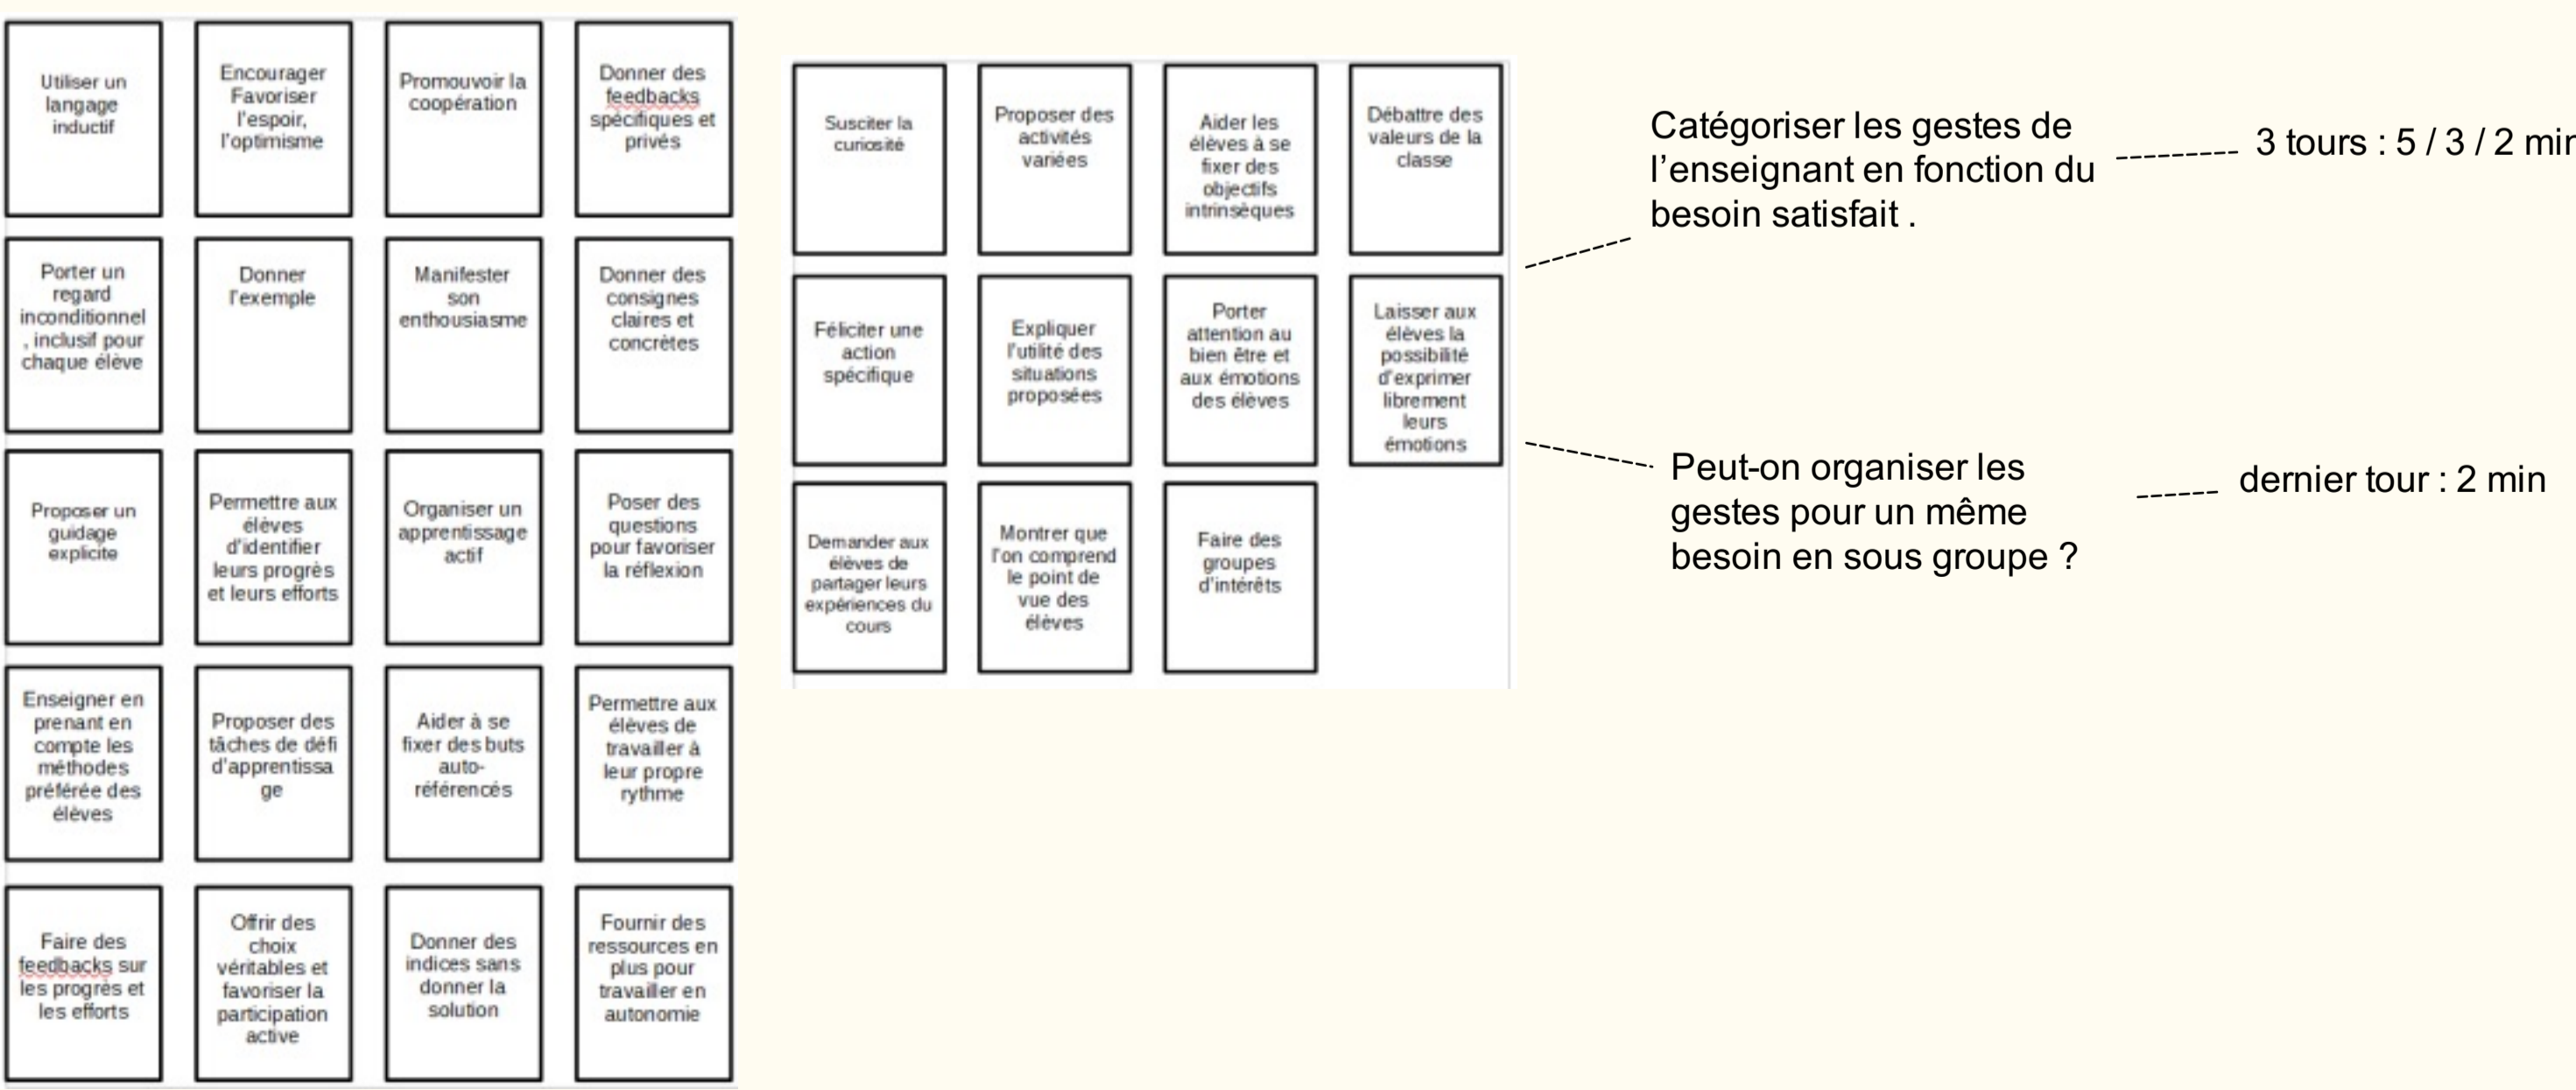 Utiliser un
langage
inductif
Encourager
Favoriser
l'espoir,
l'optimisme
Promouvoir la
coopération
Donner des
feedbacks
spécifiques et
privés
Porter un
regard
inconditionnel
, inclusif pour
chaque élève
Donner
l'exemple
Manifester
son
enthousiasme
Donner des
consignes
claires et
concrètes
Proposer un
guidage
explicite
Permettre aux
élèves
d'identifier
leurs progrès
et leurs efforts
Organiser un
apprentissage
actif
Poser des
questions
pour favoriser
la réflexion
Enseigner en
prenant en
compte les
méthodes
préférée des
élèves
Proposer des
tâches de défi
d'apprentissa
ge
Aider à se
fixer des buts
auto-
référencés
Permettre aux
élèves de
travailler à
leur propre
rythme
Faire des
feedbacks sur
les progrès et
les efforts
Offrir des
choix
véritables et
favoriser la
participation
active
Donner des
indices sans
donner la
solution
Fournir des
ressources en
plus pour
travailler en
autonomie
Susciter la
curiosité
Proposer des
activités
variées
Aider les
élèves à se
fixer des
objectifs
intrinsèques
Débattre des
valeurs de la
classe
Féliciter une
action
spécifique
Expliquer
l'utilité des
situations
proposées
Porter
attention au
bien être et
aux émotions
des élèves
Laisser aux
élèves la
possibilité
d'exprimer
librement
leurs
émotions
Demander aux
élèves de
partager leurs
expériences du
cours
Montrer que
l'on comprend
le point de
vue des
élèves
Faire des
groupes
d'intérêts
Catégoriser les gestes de
l'enseignant en fonction du
besoin satisfait .
3 tours : 5 / 3 / 2 min
Peut-on organiser les
gestes pour un même
besoin en sous groupe ?
dernier tour : 2 min